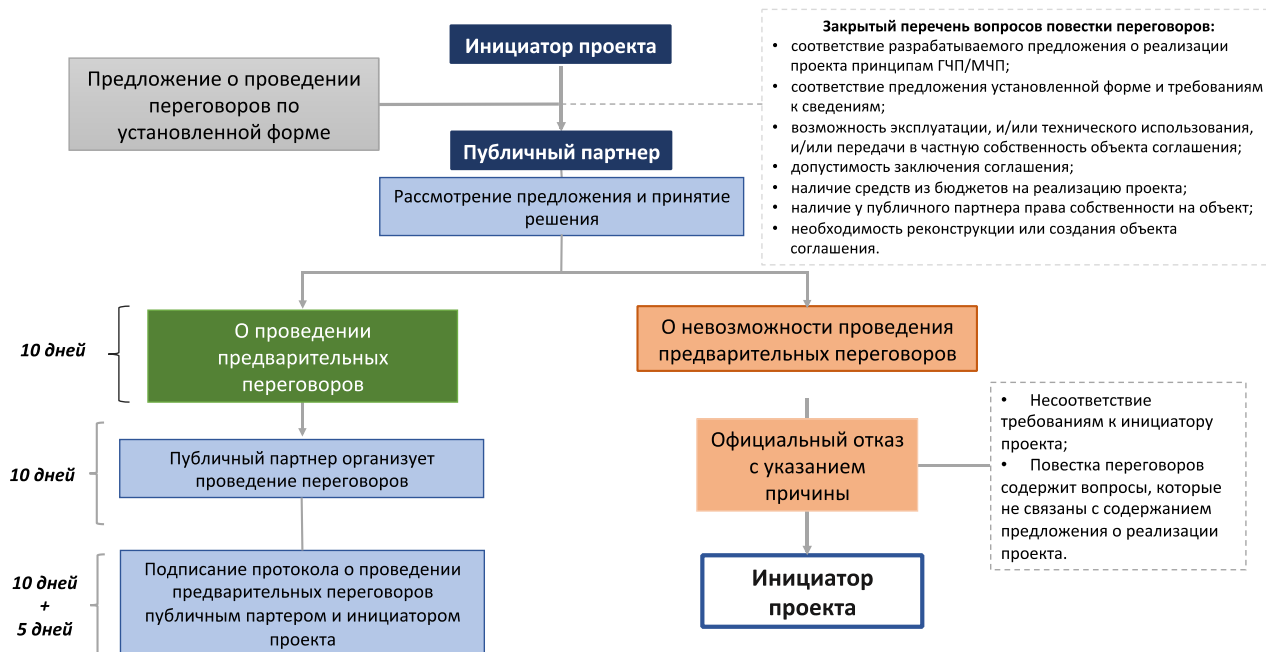 Инициатор проекта
Предложение о проведении
переговоров по
установленной форме
Публичный партнер
Рассмотрение предложения и принятие
решения
Закрытый перечень вопросов повестки переговоров:
• соответствие разрабатываемого предложения о реализации
проекта принципам ГЧП/МЧП;
• соответствие предложения установленной форме и требованиям
к сведениям;
• возможность эксплуатации, и/или технического использования,
и/или передачи в частную собственность объекта соглашения;
• допустимость заключения соглашения;
• наличие средств из бюджетов на реализацию проекта;
• наличие у публичного партнера права собственности на объект;
• необходимость реконструкции или создания объекта
соглашения.
10 дней
О проведении
предварительных
переговоров
О невозможности проведения
предварительных переговоров
10 дней
Публичный партнер организует
проведение переговоров
Официальный отказ
с указанием
причины
• Несоответствие
требованиям к инициатору
проекта;
• Повестка переговоров
содержит вопросы, которые
не связаны с содержанием
предложения о реализации
проекта.
10 дней
+
5 дней
Подписание протокола о проведении
предварительных переговоров
публичным партером и инициатором
проекта
Инициатор
проекта